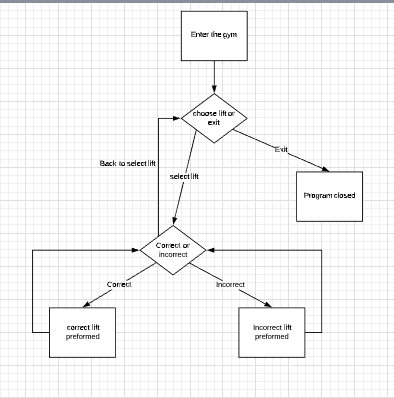 Enter the gym
choose lift or
exit
Exit
Back to select lift
select lift
Program closed
Correct or
incorrect
Correct
Incorrect
correct lift
preformed
Incorrect lift
preformed